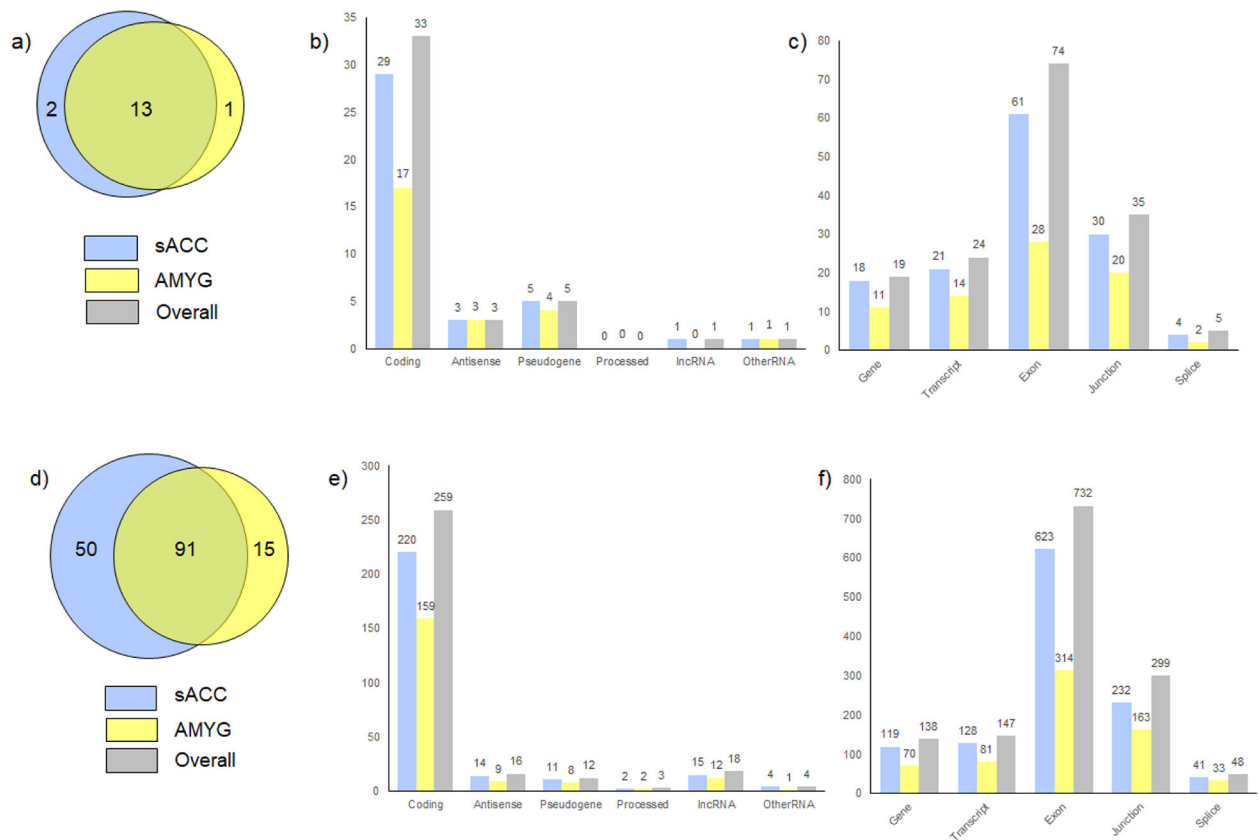 a)
2 13 1
sACC
AMYG
Overall
b)
35
30
25
20
15
10
5
0
29 17 33
3 3 3
5 4 5
0 0 0
1 0 1
1 1 1
Coding Antisense Pseudogene Processed lncRNA OtherRNA
c)
80
70
60
50
40
30
20
10
0
18 11 19
21 14 24
61 28 74
30 20 35
4 2 5
Gene Transcript Exon Junction Splice
d)
50 91 15
sACC
AMYG
Overall
e)
300
250
200
150
100
50
0
220 159 259
14 9 16
11 8 12
2 2 3
15 12 18
4 1 4
Coding Antisense Pseudogene Processed lncRNA OtherRNA
f)
800
700
600
500
400
300
200
100
0
119 70 138
128 81 147
623 314 732
232 163 299
41 33 48
Gene Transcript Exon Junction Splice